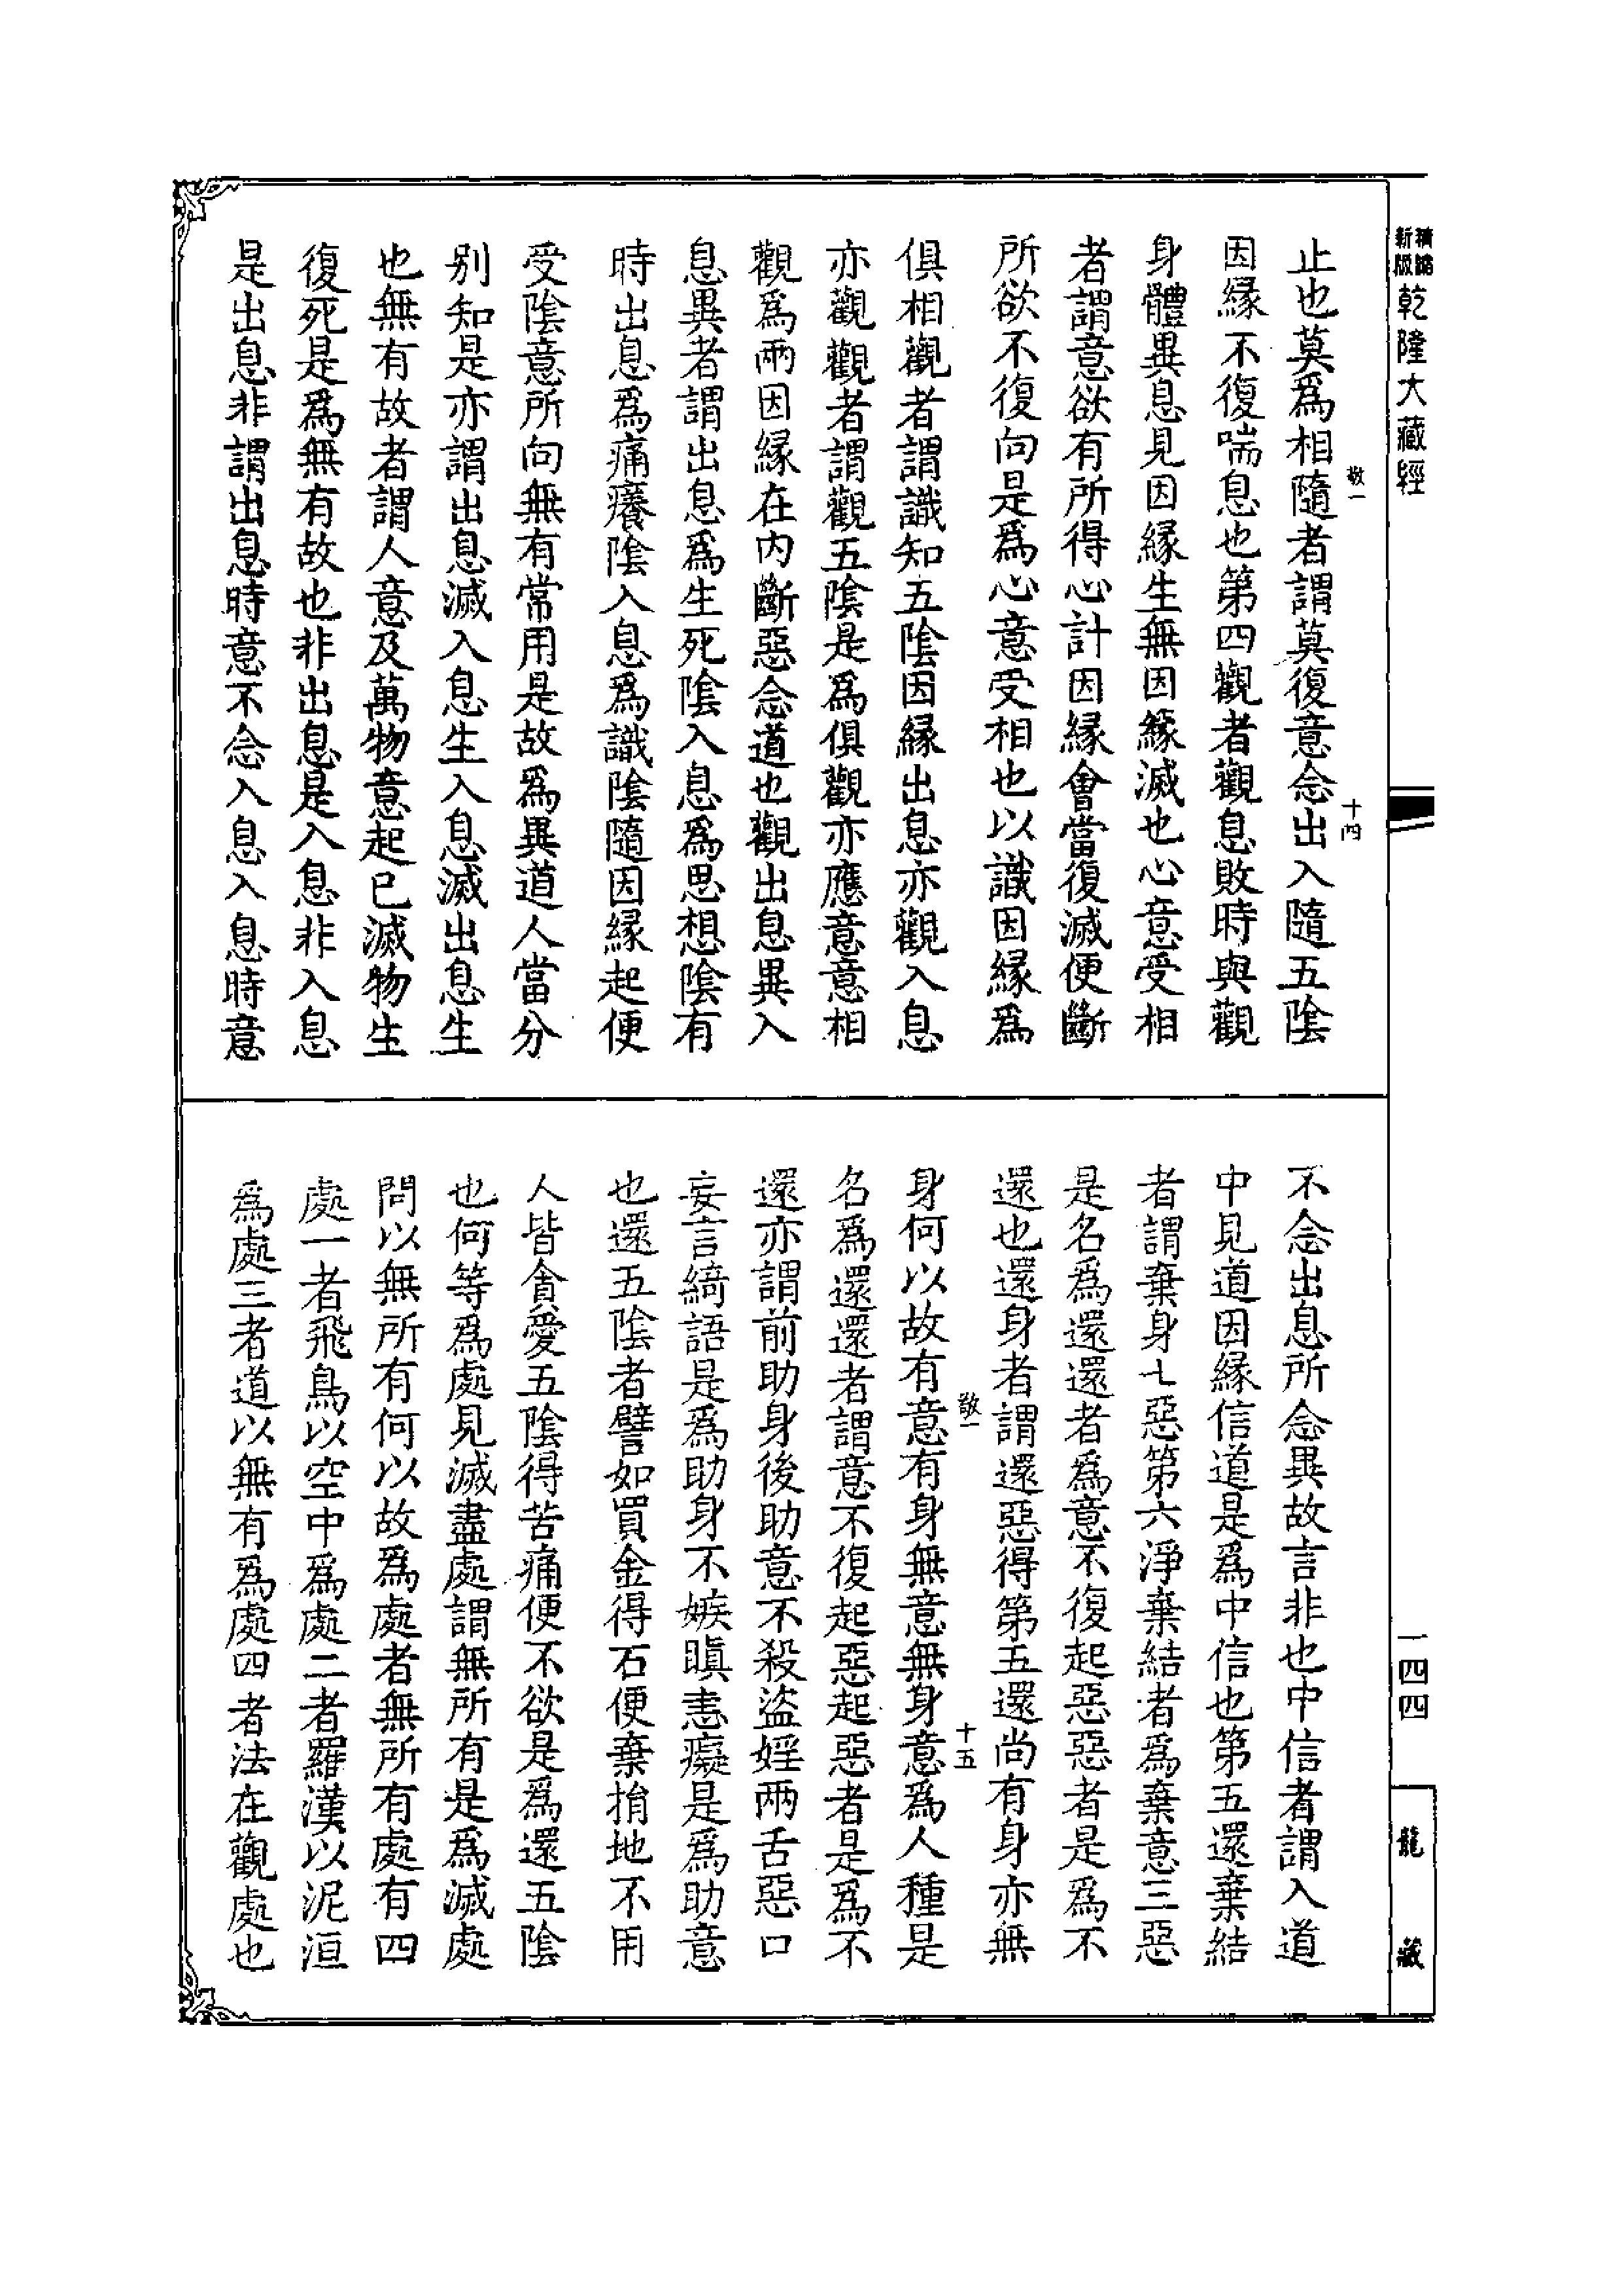 乾隆大藏經
敬一
十四
止也莫爲相隨者謂莫復意念出入隨五陰
因緣不復喘息也第四觀者觀息敗時與觀
身體異息見因緣生無因緣滅也心意受相
者謂意欲有所得心計因緣會當復滅便斷
所欲不復向是爲心意受相也以識因緣爲
俱相觀者謂識知五陰因緣出息亦觀入息
亦觀觀者謂觀五陰是爲俱觀亦應意意相
觀爲兩因緣在內斷惡念道也觀出息異入
息異者謂出息爲生死陰入息爲思想陰有
時出息爲痛癢陰入息爲識陰隨因緣起便
受陰意所向無有常用是故爲異道人當分
別知是亦謂出息滅入息生入息滅出息生
也無有故者謂人意及萬物意起已滅物生
復死是爲無有故也非出息是入息非入息
是出息非謂出息時意不念入息入息時意
不念出息所念異故言非也中信者謂入道
中見道因緣信道是爲中信也第五還棄結
者謂棄身七惡第六淨棄結者爲棄意三惡
是名爲還還者爲意不復起惡惡者是爲不
還也還身者謂還惡得第五還尚有身亦無
敬一
十五
身何以故有意有身無意無身意爲人種是
名爲還還者謂意不復起惡起惡者是爲不
還亦謂前助身後助意不殺盜婬兩舌惡口
妄言綺語是爲助身不嫉瞋恚癡是爲助意
也還五陰者譬如買金得石便棄捐地不用
人皆貪愛五陰得苦痛便不欲是爲還五陰
也何等爲處見滅盡處謂無所有是爲滅處
問以無所有何以故爲處者無所有處有四
處一者飛鳥以空中爲處二者羅漢以泥洹
爲處三者道以無有爲處四者法在觀處也
一四四
龍藏